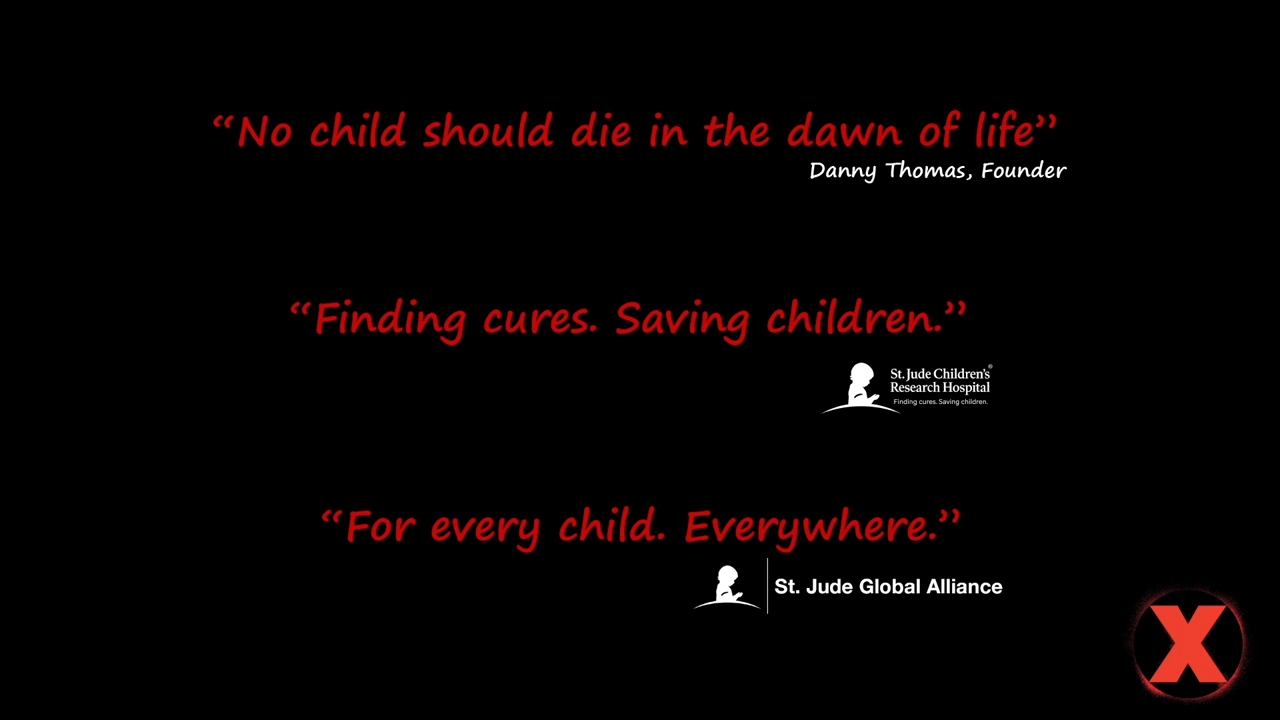 “No child should die in the dawn of life”
Danny Thomas, Founder
“Finding cures. Saving children.”
St. Jude Children's®
Research Hospital
Finding cures. Saving children.
“For every child. Everywhere.”
St. Jude Global Alliance
X